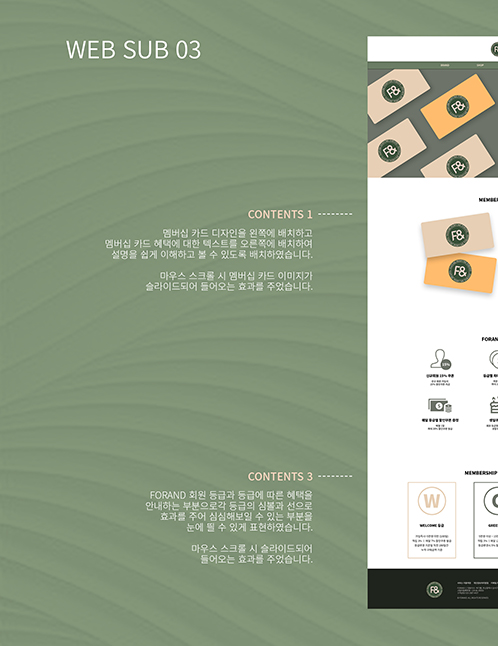 WEB SUB 03
CONTENTS 1
멤버십 카드 디자인을 왼쪽에 배치하고
멤버십 카드 혜택에 대한 텍스트를 오른쪽에 배치하여
설명을 쉽게 이해하고 볼 수 있도록 배치하였습니다.
마우스 스크롤 시 멤버십 카드 이미지가
슬라이드되어 들어오는 효과를 주었습니다.
CONTENTS 3
FORAND 회원 등급과 등급에 따른 혜택을
안내하는 부분으로각 등급의 심볼과 선으로
효과를 주어 심심해보일 수 있는 부분을
눈에 띌 수 있게 표현하였습니다.
마우스 스크롤 시 슬라이드되어
들어오는 효과를 주었습니다.
F&
F&
F&
F&
MEMBER
F&
F&
FORAN
15%
신규회원 15% 쿠폰
MEMBERSHIP
W
WELCOME 등급
F&